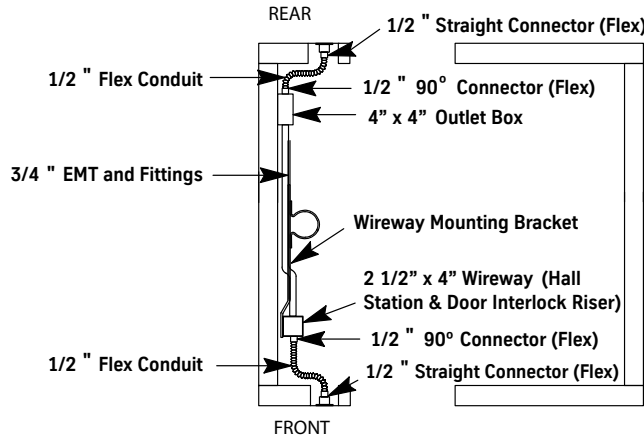 REAR
1/2 " Straight Connector (Flex)
1/2 " Flex Conduit
1/2 " 90° Connector (Flex)
4” x 4” Outlet Box
3/4 " EMT and Fittings
Wireway Mounting Bracket
2 1/2” x 4” Wireway (Hall
Station & Door Interlock Riser)
1/2 " 90º Connector (Flex)
1/2 " Flex Conduit
1/2 " Straight Connector (Flex)
FRONT